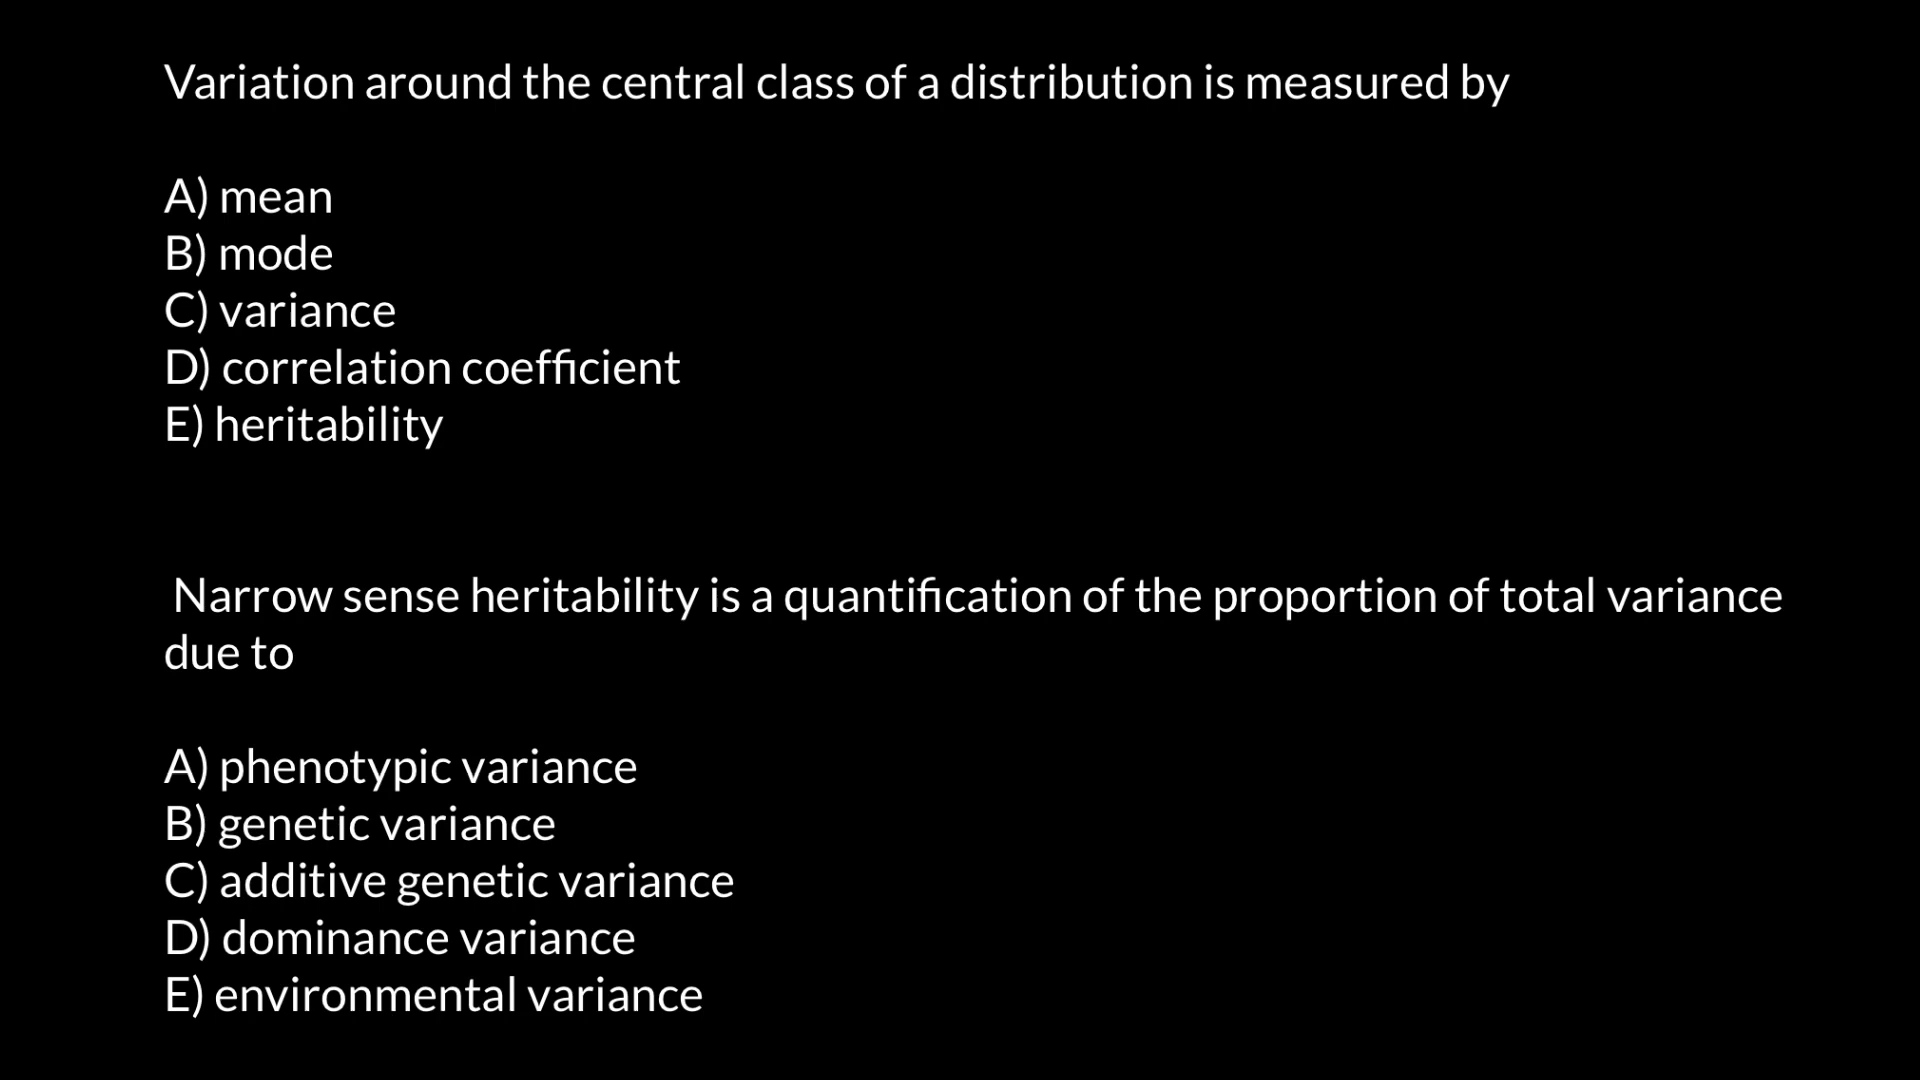 Variation around the central class of a distribution is measured by
A) mean
B) mode
C) variance
D) correlation coefficient
E) heritability
Narrow sense heritability is a quantification of the proportion of total variance
due to
A) phenotypic variance
B) genetic variance
C) additive genetic variance
D) dominance variance
E) environmental variance